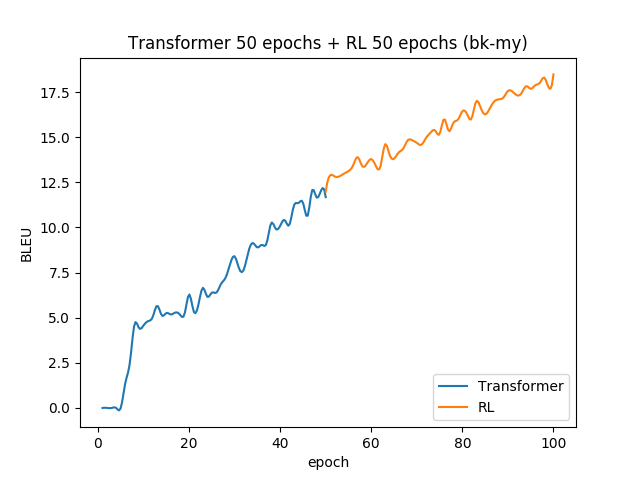 Transformer 50 epochs + RL 50 epochs (bk-my)
17.5
15.0
12.5
10.0
7.5
5.0
2.5
0.0
BLEU
Transformer
RL
0 20 40 60 80 100
epoch